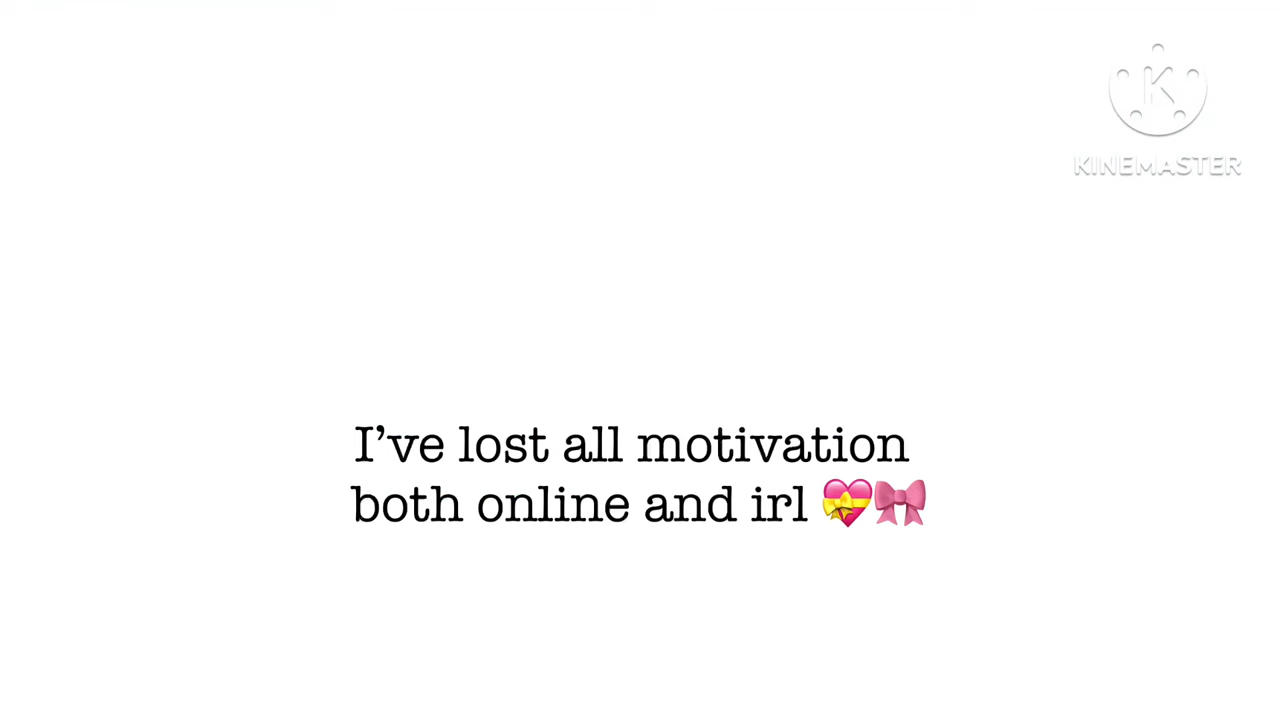 KINEMASTER
I’ve lost all motivation
both online and irl 💝🎀